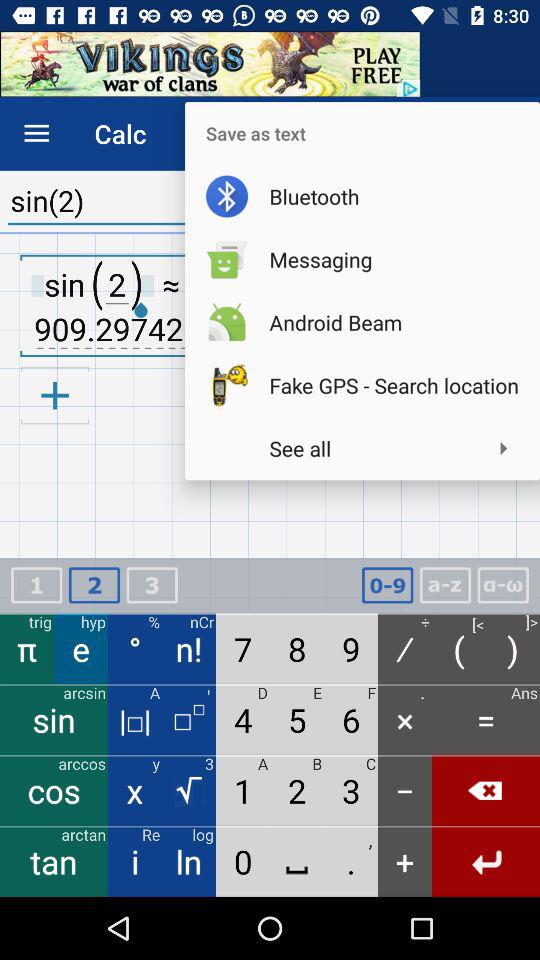 8:30
VIKINGS
war of clans
PLAY
FREE
Calc
Save as text
sin(2)
Bluetooth
Messaging
sin(2) ≈
909.29742
Android Beam
Fake GPS - Search location
+
See all
1 2 3 0-9 a-z α-ω
trig hyp % nCr ÷ [< ]>
π e ° n! 7 8 9 / ( )
arcsin A ' D E F . Ans
sin |□| □□ 4 5 6 × =
arccos y 3 A B C
cos x √ 1 2 3 −
arctan Re log ,
tan i ln 0 . +